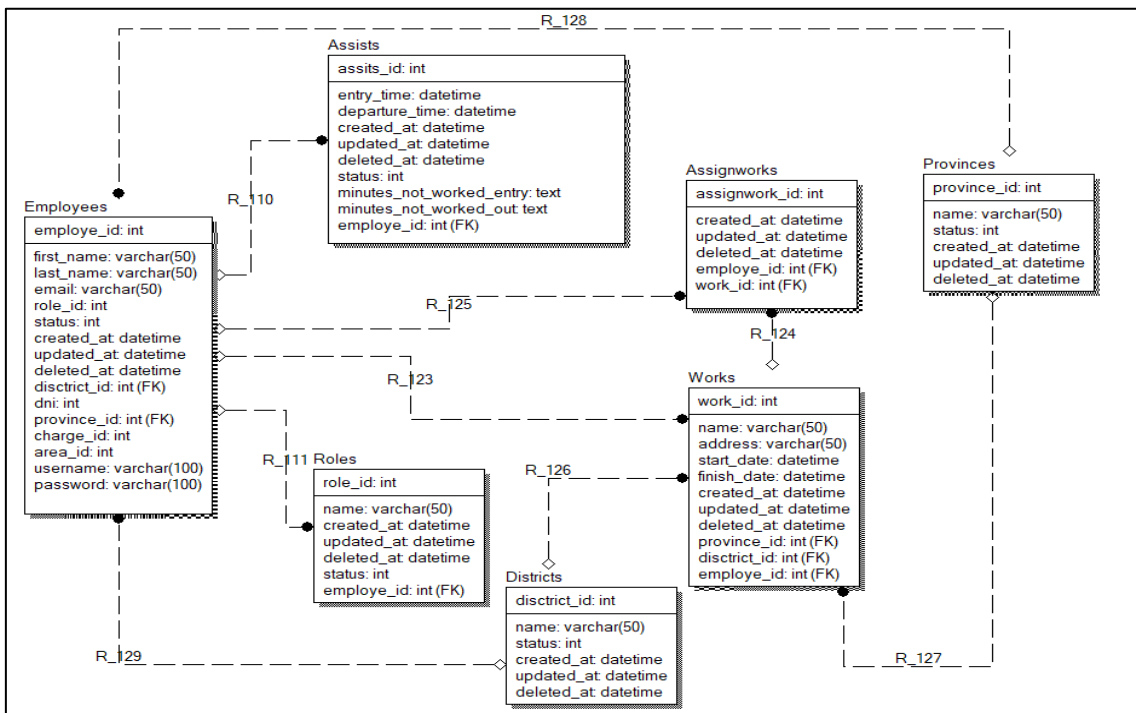 R_128
Assists
assits_id: int
entry_time: datetime
departure_time: datetime
created_at: datetime
updated_at: datetime
deleted_at: datetime
status: int
minutes_not_worked_entry: text
minutes_not_worked_out: text
employe_id: int (FK)
Assignworks
assignwork_id: int
created_at: datetime
updated_at: datetime
deleted_at: datetime
employe_id: int (FK)
work_id: int (FK)
Provinces
province_id: int
name: varchar(50)
status: int
created_at: datetime
updated_at: datetime
deleted_at: datetime
R_110
Employees
employe_id: int
first_name: varchar(50)
last_name: varchar(50)
email: varchar(50)
role_id: int
status: int
created_at: datetime
updated_at: datetime
deleted_at: datetime
disctrict_id: int (FK)
dni: int
province_id: int (FK)
charge_id: int
area_id: int
username: varchar(100)
password: varchar(100)
R_125
R_124
R_123
Works
work_id: int
name: varchar(50)
address: varchar(50)
start_date: datetime
finish_date: datetime
created_at: datetime
updated_at: datetime
deleted_at: datetime
province_id: int (FK)
disctrict_id: int (FK)
employe_id: int (FK)
R_111
Roles
role_id: int
name: varchar(50)
created_at: datetime
updated_at: datetime
deleted_at: datetime
status: int
employe_id: int (FK)
R_126
Districts
disctrict_id: int
name: varchar(50)
status: int
created_at: datetime
updated_at: datetime
deleted_at: datetime
R_129
R_127